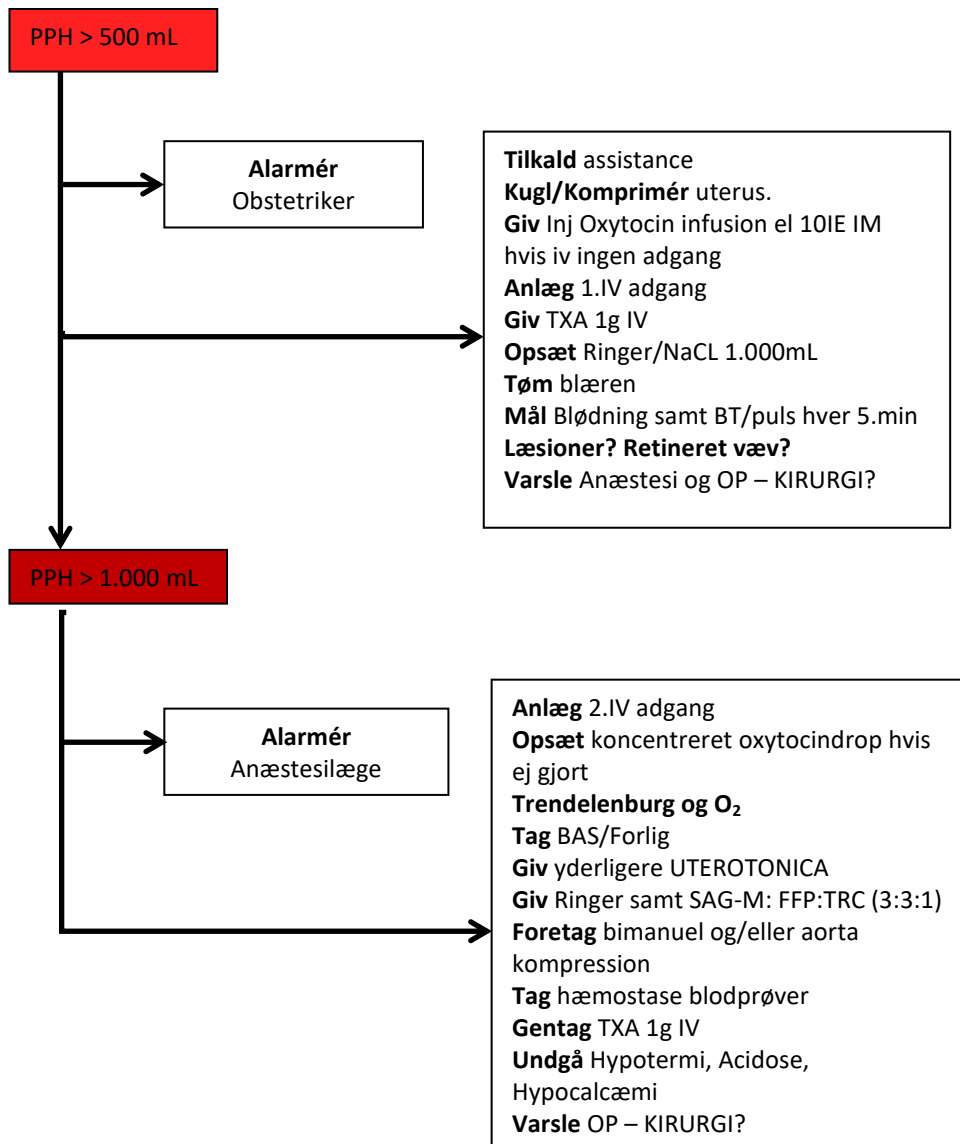 PPH > 500 mL
Alarmér
Obstetriker
Tilkald assistance
Kugl/Komprimér uterus.
Giv Inj Oxytocin infusion el 10IE IM
hvis iv ingen adgang
Anlæg 1.IV adgang
Giv TXA 1g IV
Opsæt Ringer/NaCL 1.000mL
Tøm blæren
Mål Blødning samt BT/puls hver 5.min
Læsioner? Retineret væv?
Varsle Anæstesi og OP – KIRURGI?
PPH > 1.000 mL
Alarmér
Anæstesilæge
Anlæg 2.IV adgang
Opsæt koncentreret oxytocindrop hvis
ej gjort
Trendelenburg og O₂
Tag BAS/Forlig
Giv yderligere UTEROTONICA
Giv Ringer samt SAG-M: FFP:TRC (3:3:1)
Foretag bimanuel og/eller aorta
kompression
Tag hæmostase blodprøver
Gentag TXA 1g IV
Undgå Hypotermi, Acidose,
Hypocalcæmi
Varsle OP – KIRURGI?